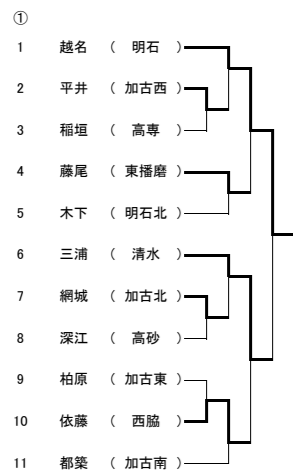 ①
1 越名 ( 明石 )
2 平井 ( 加古西 )
3 稲垣 ( 高専 )
4 藤尾 ( 東播磨 )
5 木下 ( 明石北 )
6 三浦 ( 清水 )
7 網城 ( 加古北 )
8 深江 ( 高砂 )
9 柏原 ( 加古東 )
10 依藤 ( 西脇 )
11 都築 ( 加古南 )